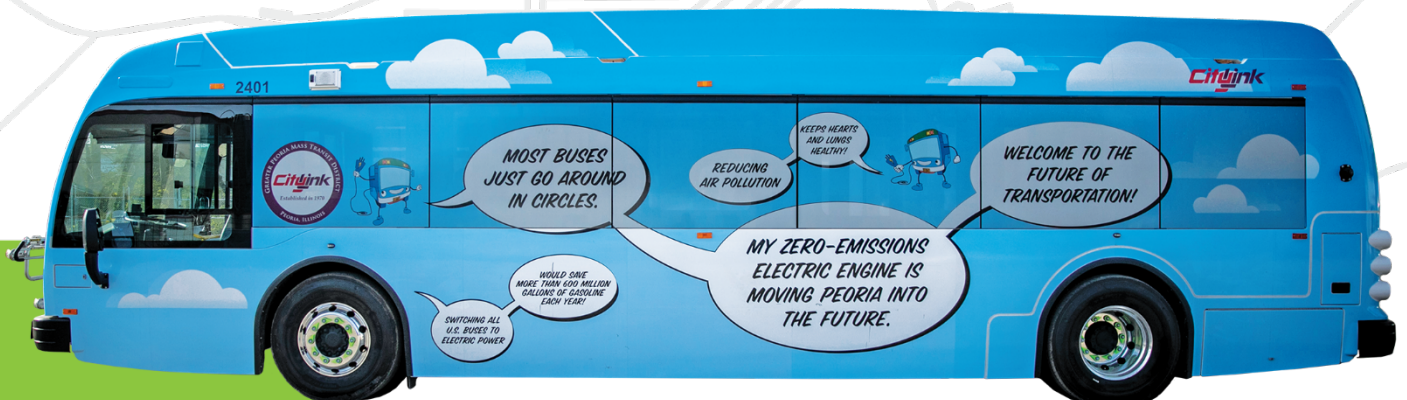 2401
Citylink
GREATER PEORIA MASS TRANSIT DISTRICT
Citylink
Established in 1970
PEORIA, ILLINOIS
MOST BUSES
JUST GO AROUND
IN CIRCLES.
MY ZERO-EMISSIONS
ELECTRIC ENGINE IS
MOVING PEORIA INTO
THE FUTURE.
WELCOME TO THE
FUTURE OF
TRANSPORTATION!
REDUCING
AIR POLLUTION
KEEPS HEARTS
AND LUNGS
HEALTHY!
SWITCHING ALL
U.S. BUSES TO
ELECTRIC POWER
WOULD SAVE
MORE THAN 600 MILLION
GALLONS OF GASOLINE
EACH YEAR!